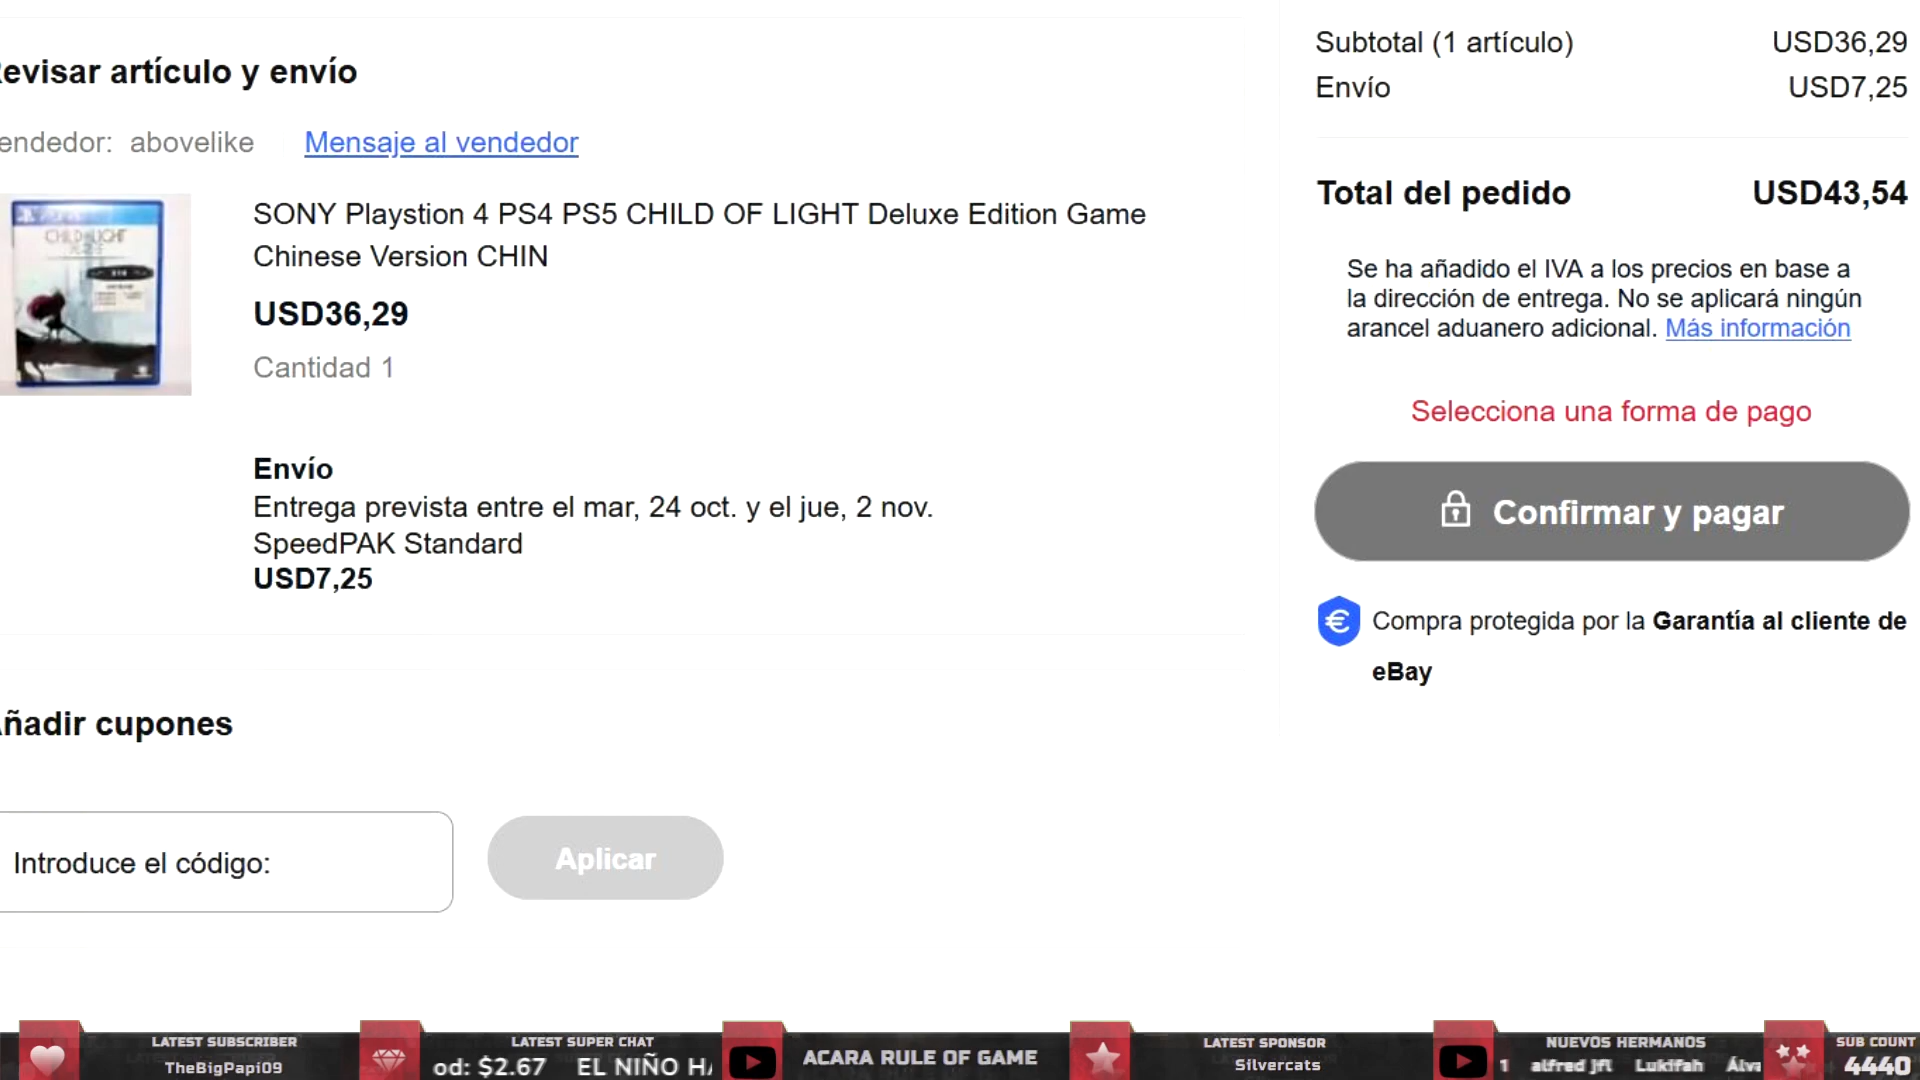 evisar artículo y envío
endedor: abovelike Mensaje al vendedor
CHILD OF LIGHT
SONY Playstion 4 PS4 PS5 CHILD OF LIGHT Deluxe Edition Game
Chinese Version CHIN
USD36,29
Cantidad 1
Envío
Entrega prevista entre el mar, 24 oct. y el jue, 2 nov.
SpeedPAK Standard
USD7,25
ñadir cupones
Introduce el código:
Aplicar
Subtotal (1 artículo) USD36,29
Envío USD7,25
Total del pedido USD43,54
Se ha añadido el IVA a los precios en base a
la dirección de entrega. No se aplicará ningún
arancel aduanero adicional. Más información
Selecciona una forma de pago
Confirmar y pagar
Compra protegida por la Garantía al cliente de
eBay
LATEST SUBSCRIBER
TheBigPapi09
LATEST SUPER CHAT
od: $2.67 EL NIÑO HA
ACARA RULE OF GAME
LATEST SPONSOR
Silvercats
NUEVOS HERMANOS
1 alfred jfl Lukifah Álva
SUB COUNT
4440